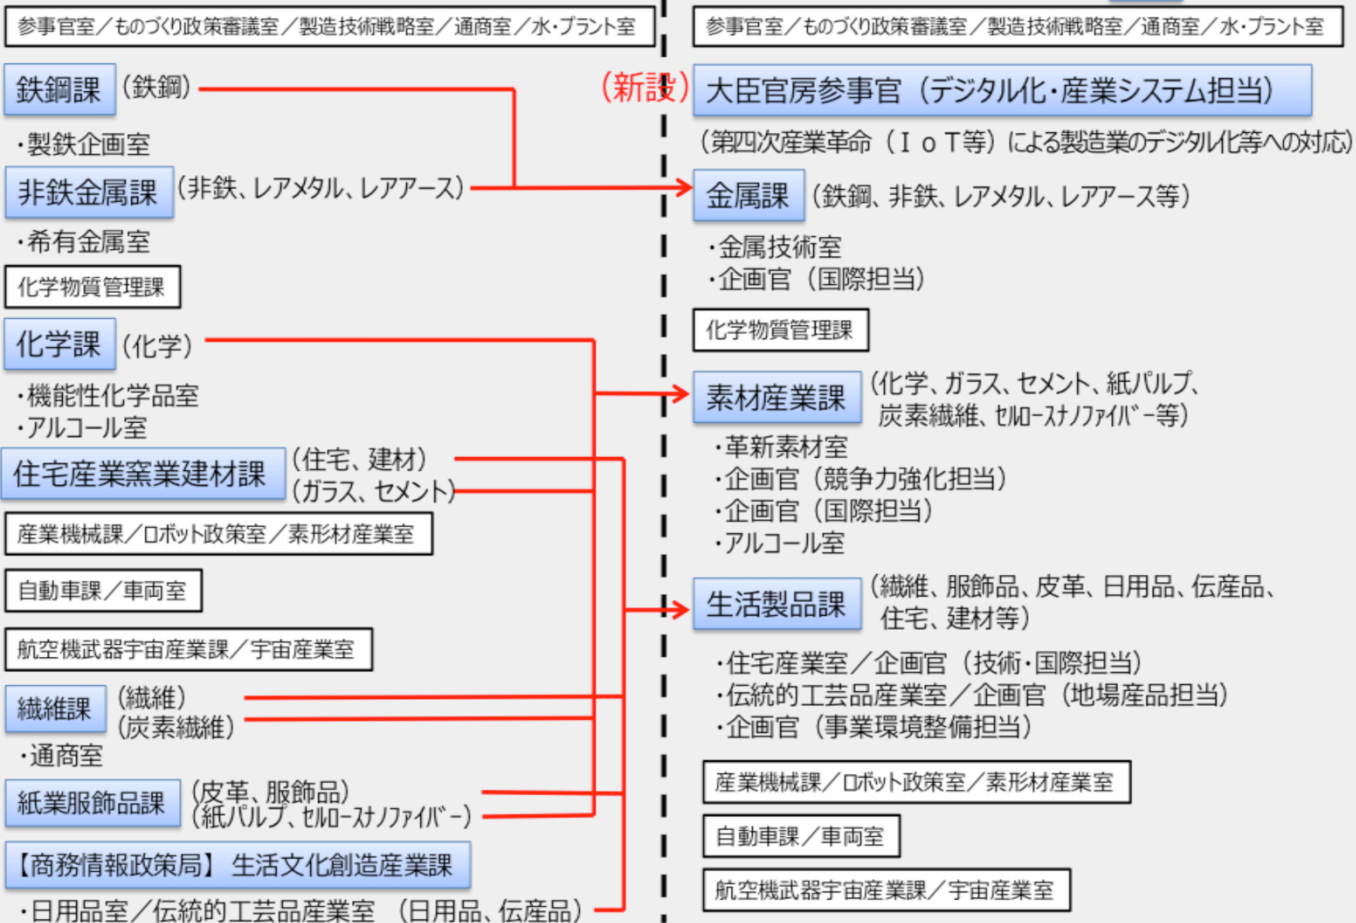 参事官室／ものづくり政策審議室／製造技術戦略室／通商室／水・プラント室
鉄鋼課（鉄鋼）
・製鉄企画室
非鉄金属課（非鉄、レアメタル、レアアース）
・希有金属室
化学物質管理課
化学課（化学）
・機能性化学品室
・アルコール室
住宅産業窯業建材課（住宅、建材）
（ガラス、セメント）
産業機械課／ロボット政策室／素形材産業室
自動車課／車両室
航空機武器宇宙産業課／宇宙産業室
繊維課（繊維）
（炭素繊維）
・通商室
紙業服飾品課（皮革、服飾品）
（紙パルプ、セルロースナノファイバー）
【商務情報政策局】生活文化創造産業課
・日用品室／伝統的工芸品産業室（日用品、伝産品）
参事官室／ものづくり政策審議室／製造技術戦略室／通商室／水・プラント室
（新設）大臣官房参事官（デジタル化・産業システム担当）
（第四次産業革命（ＩｏＴ等）による製造業のデジタル化等への対応）
金属課（鉄鋼、非鉄、レアメタル、レアアース等）
・金属技術室
・企画官（国際担当）
化学物質管理課
素材産業課（化学、ガラス、セメント、紙パルプ、
炭素繊維、セルロースナノファイバー等）
・革新素材室
・企画官（競争力強化担当）
・企画官（国際担当）
・アルコール室
生活製品課（繊維、服飾品、皮革、日用品、伝産品、
住宅、建材等）
・住宅産業室／企画官（技術・国際担当）
・伝統的工芸品産業室／企画官（地場産品担当）
・企画官（事業環境整備担当）
産業機械課／ロボット政策室／素形材産業室
自動車課／車両室
航空機武器宇宙産業課／宇宙産業室